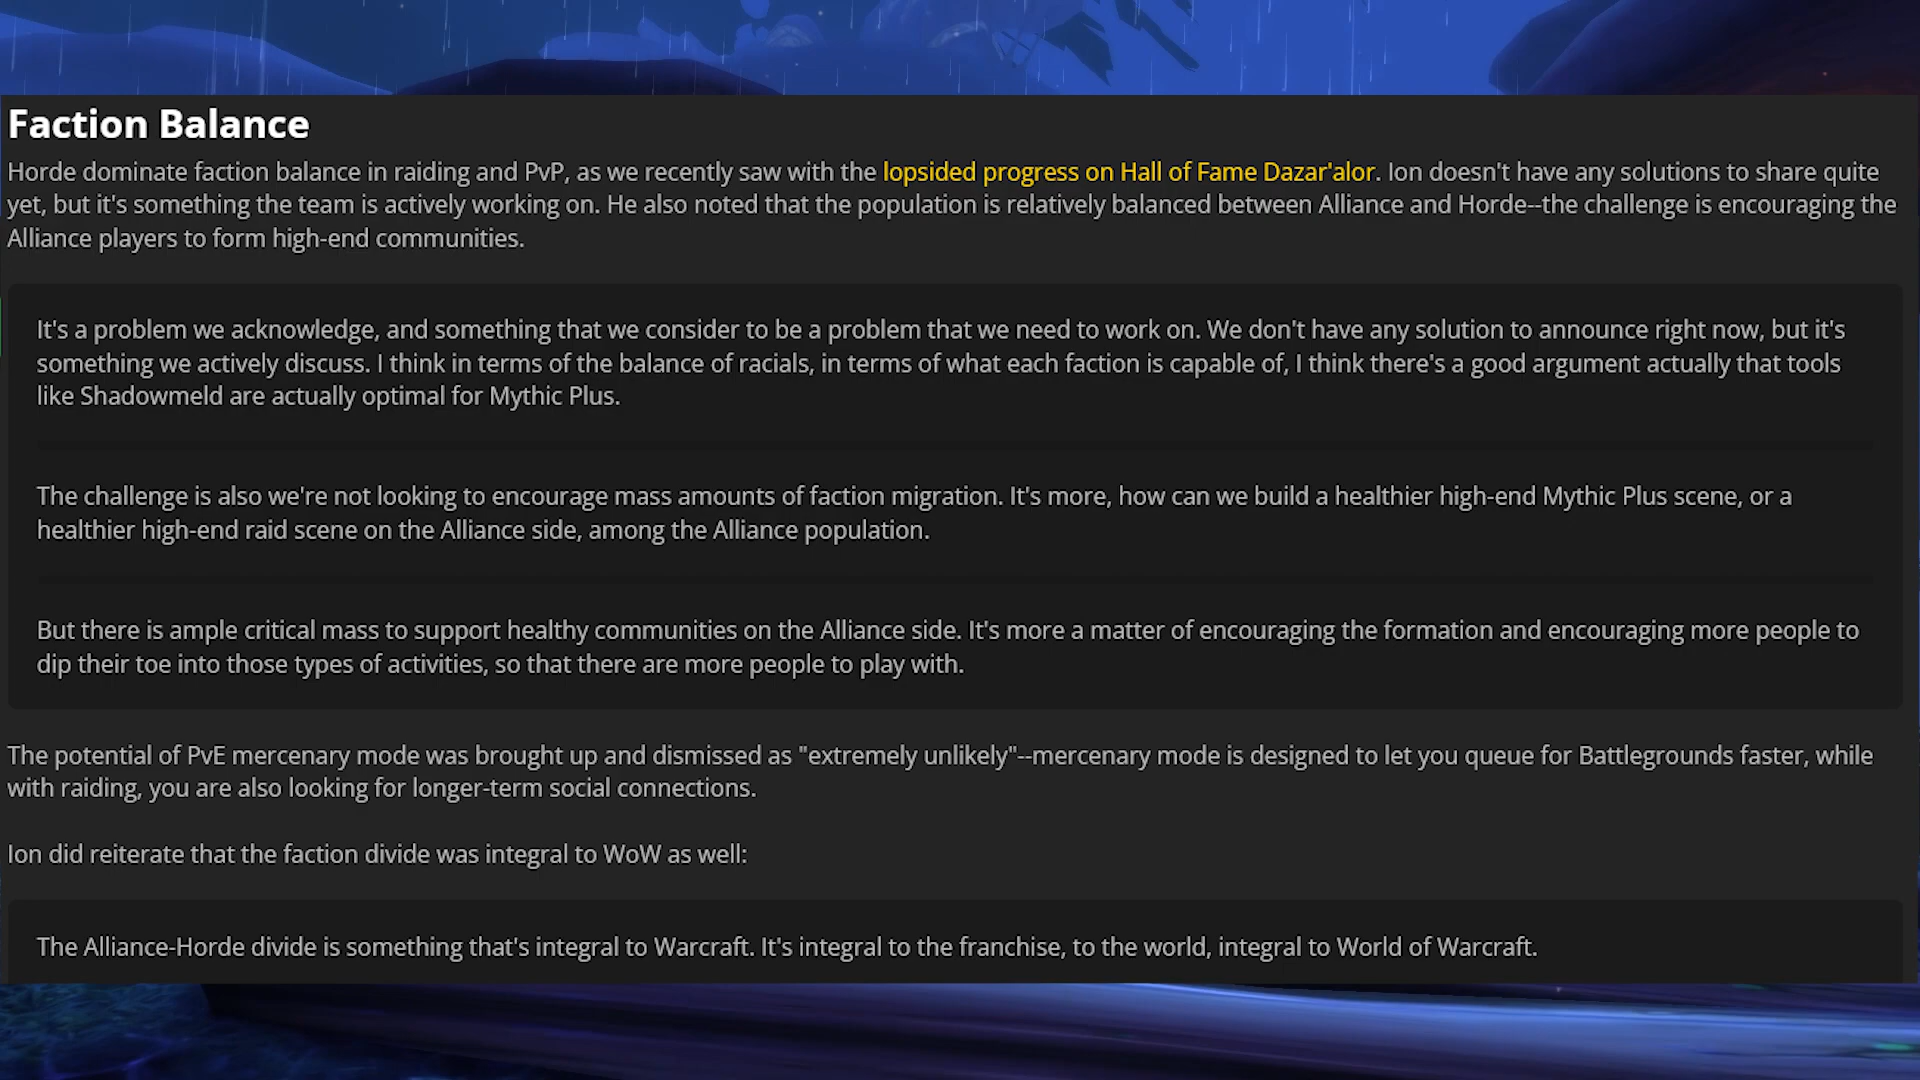 Faction Balance
Horde dominate faction balance in raiding and PvP, as we recently saw with the lopsided progress on Hall of Fame Dazar'alor. Ion doesn't have any solutions to share quite
yet, but it's something the team is actively working on. He also noted that the population is relatively balanced between Alliance and Horde--the challenge is encouraging the
Alliance players to form high-end communities.
It's a problem we acknowledge, and something that we consider to be a problem that we need to work on. We don't have any solution to announce right now, but it's
something we actively discuss. I think in terms of the balance of racials, in terms of what each faction is capable of, I think there's a good argument actually that tools
like Shadowmeld are actually optimal for Mythic Plus.
The challenge is also we're not looking to encourage mass amounts of faction migration. It's more, how can we build a healthier high-end Mythic Plus scene, or a
healthier high-end raid scene on the Alliance side, among the Alliance population.
But there is ample critical mass to support healthy communities on the Alliance side. It's more a matter of encouraging the formation and encouraging more people to
dip their toe into those types of activities, so that there are more people to play with.
The potential of PvE mercenary mode was brought up and dismissed as "extremely unlikely"--mercenary mode is designed to let you queue for Battlegrounds faster, while
with raiding, you are also looking for longer-term social connections.
Ion did reiterate that the faction divide was integral to WoW as well:
The Alliance-Horde divide is something that's integral to Warcraft. It's integral to the franchise, to the world, integral to World of Warcraft.